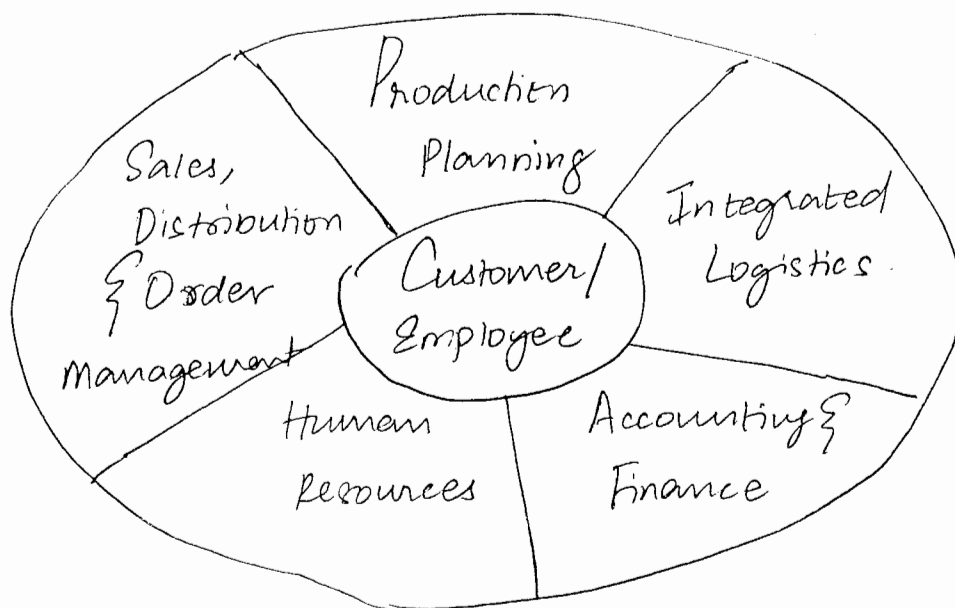 Production
Planning
Sales,
Distribution
& Order
Management
Integrated
Logistics.
Customer/
Employee
Human
Resources
Accounting &
Finance